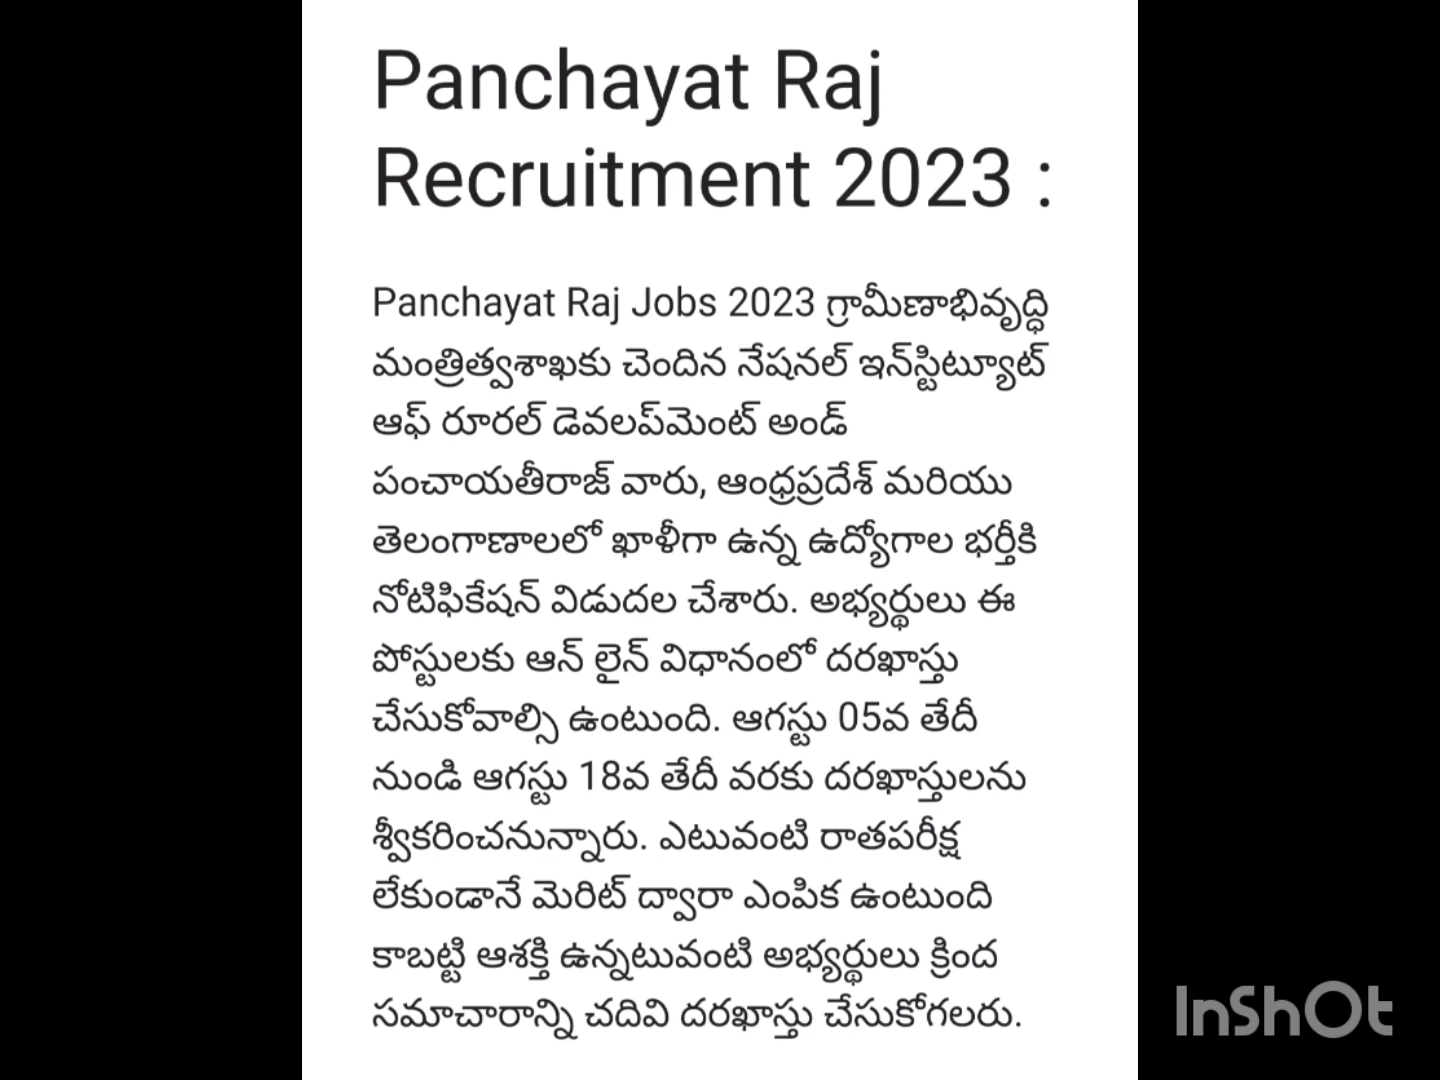 Panchayat Raj
Recruitment 2023 :
Panchayat Raj Jobs 2023 గ్రామీణాభివృద్ధి
మంత్రిత్వశాఖకు చెందిన నేషనల్ ఇన్‌స్టిట్యూట్
ఆఫ్ రూరల్ డెవలప్‌మెంట్ అండ్
పంచాయతీరాజ్ వారు, ఆంధ్రప్రదేశ్ మరియు
తెలంగాణాలలో ఖాళీగా ఉన్న ఉద్యోగాల భర్తీకి
నోటిఫికేషన్ విడుదల చేశారు. అభ్యర్థులు ఈ
పోస్టులకు ఆన్ లైన్ విధానంలో దరఖాస్తు
చేసుకోవాల్సి ఉంటుంది. ఆగస్టు 05వ తేదీ
నుండి ఆగస్టు 18వ తేదీ వరకు దరఖాస్తులను
శ్వీకరించనున్నారు. ఎటువంటి రాతపరీక్ష
లేకుండానే మెరిట్ ద్వారా ఎంపిక ఉంటుంది
కాబట్టి ఆశక్తి ఉన్నటువంటి అభ్యర్థులు క్రింద
సమాచారాన్ని చదివి దరఖాస్తు చేసుకోగలరు.
InShOt